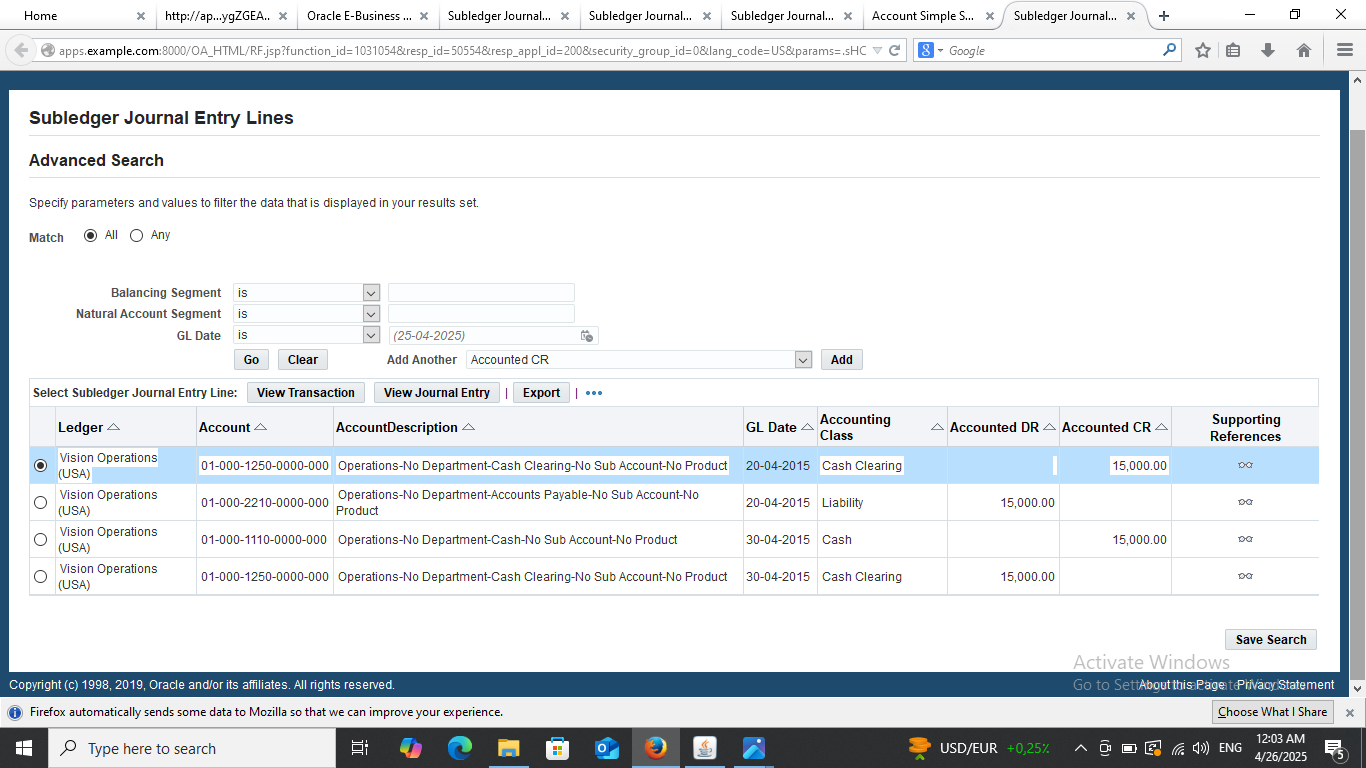 Home
http://ap...ygZGEA..
Oracle E-Business ...
Subledger Journal...
Subledger Journal...
Subledger Journal...
Account Simple S...
Subledger Journal...
apps.example.com:8000/OA_HTML/RF.jsp?function_id=1031054&resp_id=50554&resp_appl_id=200&security_group_id=0&lang_code=US&params=.sHC
Google
Subledger Journal Entry Lines
Advanced Search
Specify parameters and values to filter the data that is displayed in your results set.
Match All Any
Balancing Segment is
Natural Account Segment is
GL Date is (25-04-2025)
Go Clear Add Another Accounted CR Add
Select Subledger Journal Entry Line: View Transaction View Journal Entry | Export | •••
Ledger Account AccountDescription GL Date Accounting Class Accounted DR Accounted CR Supporting References
Vision Operations (USA) 01-000-1250-0000-000 Operations-No Department-Cash Clearing-No Sub Account-No Product 20-04-2015 Cash Clearing 15,000.00
Vision Operations (USA) 01-000-2210-0000-000 Operations-No Department-Accounts Payable-No Sub Account-No Product 20-04-2015 Liability 15,000.00
Vision Operations (USA) 01-000-1110-0000-000 Operations-No Department-Cash-No Sub Account-No Product 30-04-2015 Cash 15,000.00
Vision Operations (USA) 01-000-1250-0000-000 Operations-No Department-Cash Clearing-No Sub Account-No Product 30-04-2015 Cash Clearing 15,000.00
Save Search
Activate Windows
Copyright (c) 1998, 2019, Oracle and/or its affiliates. All rights reserved.
About this Page Privacy Statement
Firefox automatically sends some data to Mozilla so that we can improve your experience.
Choose What I Share
Type here to search
USD/EUR +0,25%
ENG
12:03 AM
4/26/2025
5